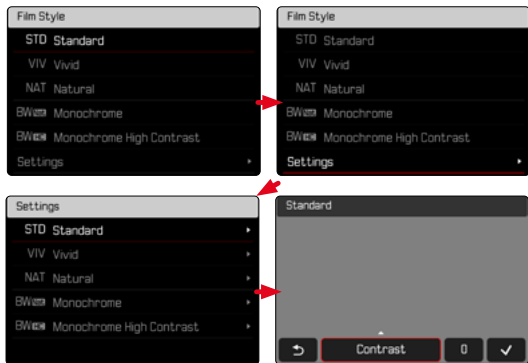 Film Style
STD Standard
VIV Vivid
NAT Natural
BW Monochrome
BW Monochrome High Contrast
Settings
Film Style
STD Standard
VIV Vivid
NAT Natural
BW Monochrome
BW Monochrome High Contrast
Settings
Settings
STD Standard
VIV Vivid
NAT Natural
BW Monochrome
BW Monochrome High Contrast
Standard
Contrast 0